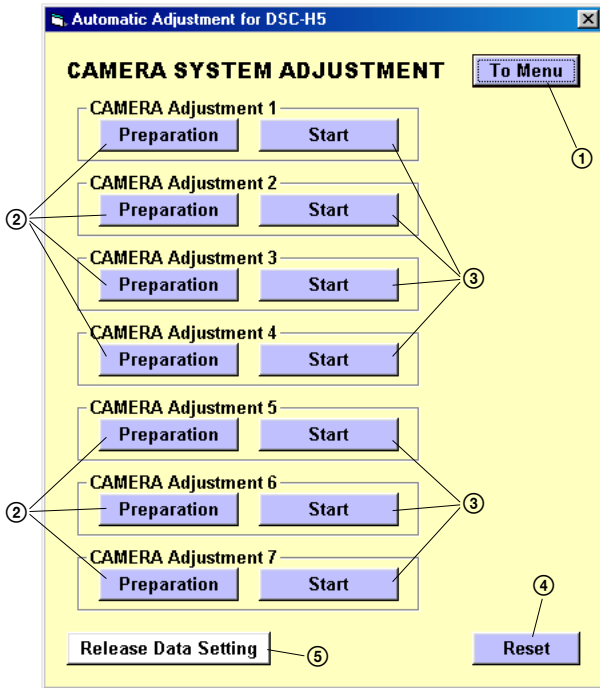 Automatic Adjustment for DSC-H5
CAMERA SYSTEM ADJUSTMENT
To Menu
①
CAMERA Adjustment 1
Preparation Start
CAMERA Adjustment 2
Preparation Start
②
CAMERA Adjustment 3
Preparation Start
③
CAMERA Adjustment 4
Preparation Start
CAMERA Adjustment 5
Preparation Start
CAMERA Adjustment 6
Preparation Start
②
③
CAMERA Adjustment 7
Preparation Start
④
Release Data Setting
⑤
Reset